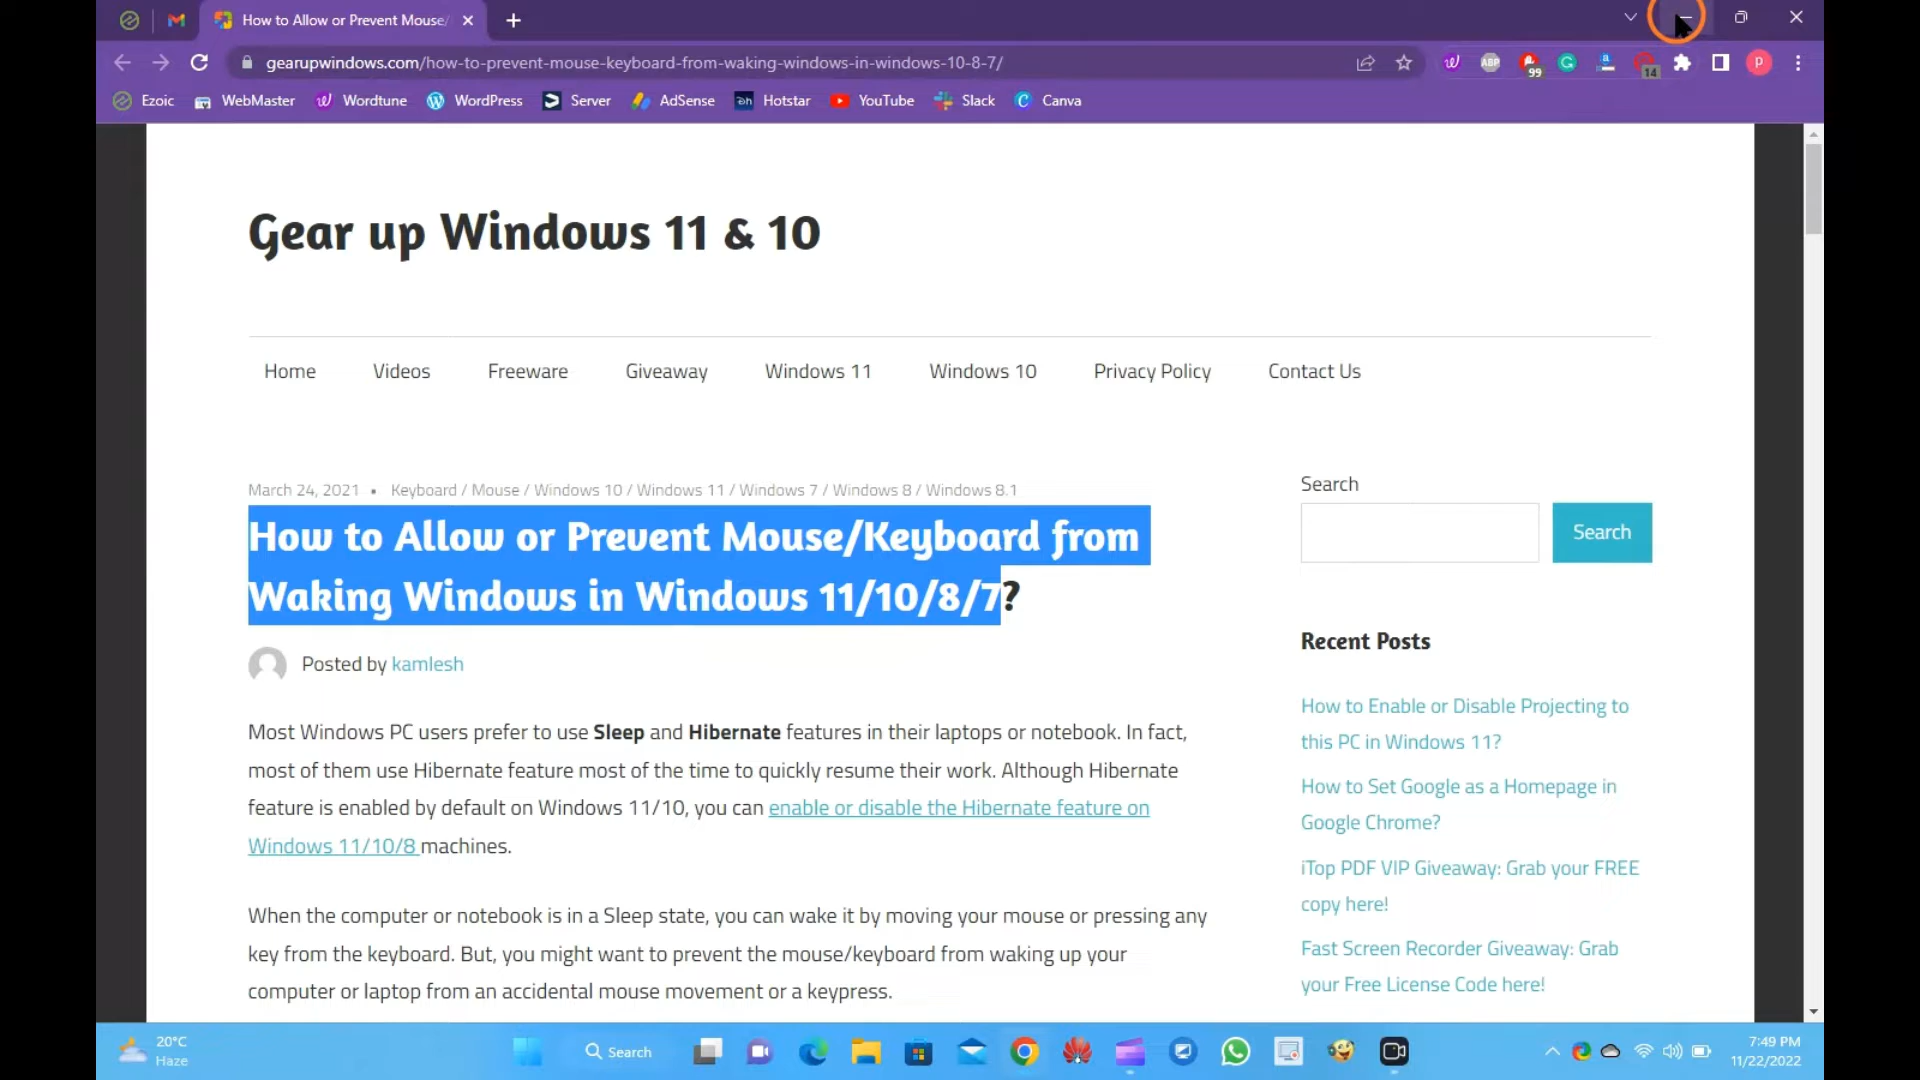 How to Allow or Prevent Mouse/
gearupwindows.com/how-to-prevent-mouse-keyboard-from-waking-windows-in-windows-10-8-7/
ABP
99
14
P
Ezoic
WebMaster
Wordtune
WordPress
Server
AdSense
Hotstar
YouTube
Slack
Canva
Gear up Windows 11 & 10
Home
Videos
Freeware
Giveaway
Windows 11
Windows 10
Privacy Policy
Contact Us
March 24, 2021 • Keyboard / Mouse / Windows 10 / Windows 11 / Windows 7 / Windows 8 / Windows 8.1
How to Allow or Prevent Mouse/Keyboard from
Waking Windows in Windows 11/10/8/7?
Posted by kamlesh
Most Windows PC users prefer to use Sleep and Hibernate features in their laptops or notebook. In fact,
most of them use Hibernate feature most of the time to quickly resume their work. Although Hibernate
feature is enabled by default on Windows 11/10, you can enable or disable the Hibernate feature on
Windows 11/10/8 machines.
When the computer or notebook is in a Sleep state, you can wake it by moving your mouse or pressing any
key from the keyboard. But, you might want to prevent the mouse/keyboard from waking up your
computer or laptop from an accidental mouse movement or a keypress.
Search
Search
Recent Posts
How to Enable or Disable Projecting to
this PC in Windows 11?
How to Set Google as a Homepage in
Google Chrome?
iTop PDF VIP Giveaway: Grab your FREE
copy here!
Fast Screen Recorder Giveaway: Grab
your Free License Code here!
20°C
Haze
Search
7:49 PM
11/22/2022